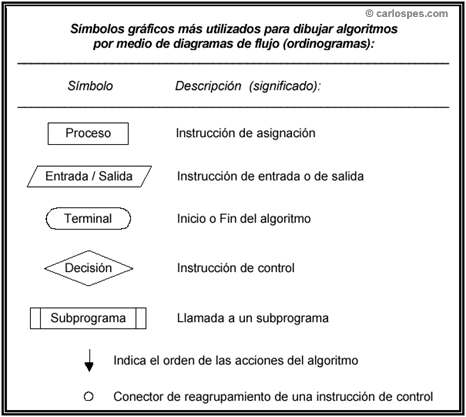 © carlospes.com
Símbolos gráficos más utilizados para dibujar algoritmos
por medio de diagramas de flujo (ordinogramas):
Símbolo Descripción (significado):
Proceso Instrucción de asignación
Entrada / Salida Instrucción de entrada o de salida
Terminal Inicio o Fin del algoritmo
Decisión Instrucción de control
Subprograma Llamada a un subprograma
Indica el orden de las acciones del algoritmo
Conector de reagrupamiento de una instrucción de control